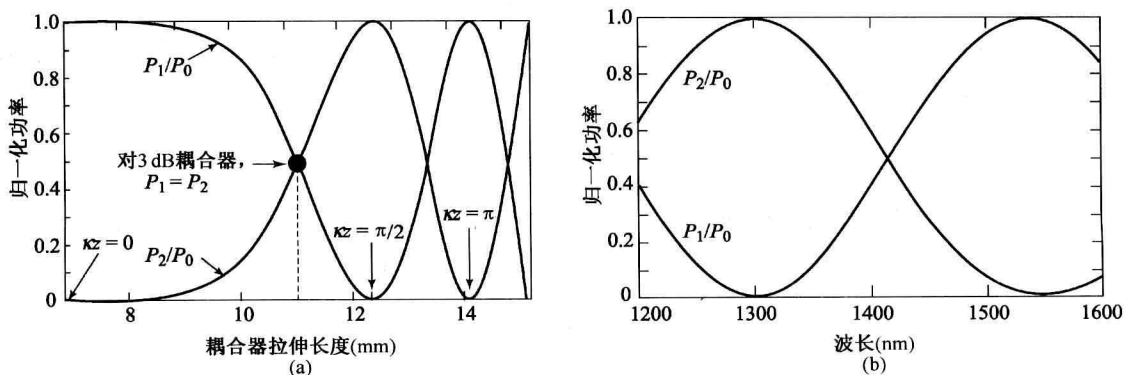 1.0
0.8
0.6
0.4
0.2
0
归一化功率
P₁/P₀
对3 dB耦合器，
P₁ = P₂
κz = 0
P₂/P₀
κz = π/2
κz = π
8 10 12 14
耦合器拉伸长度(mm)
(a)
1.0
0.8
0.6
0.4
0.2
0
归一化功率
P₂/P₀
P₁/P₀
1200 1300 1400 1500 1600
波长(nm)
(b)